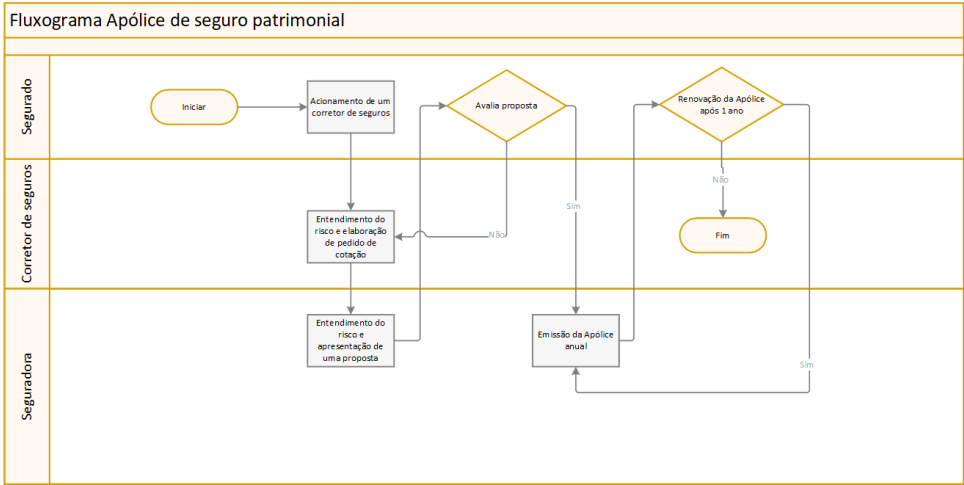 Fluxograma Apólice de seguro patrimonial
Segurado
Iniciar
Acionamento de um
corretor de seguros
Avalia proposta
Renovação da Apólice
após 1 ano
Não
Sim
Corretor de seguros
Entendimento do
risco e elaboração
de pedido de
cotação
Não
Fim
Seguradora
Entendimento do
risco e
apresentação de
uma proposta
Emissão da Apólice
anual
Sim